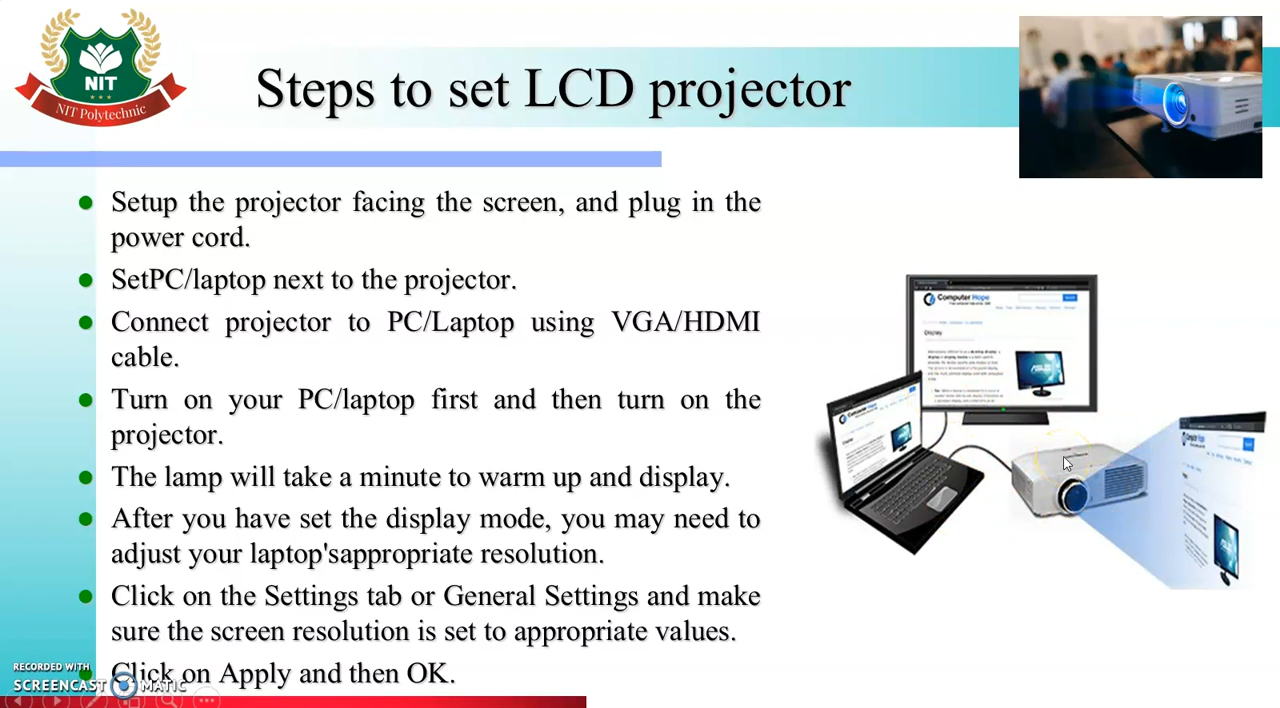 NIT
NIT Polytechnic
Steps to set LCD projector
Setup the projector facing the screen, and plug in the
power cord.
SetPC/laptop next to the projector.
Connect projector to PC/Laptop using VGA/HDMI
cable.
Turn on your PC/laptop first and then turn on the
projector.
The lamp will take a minute to warm up and display.
After you have set the display mode, you may need to
adjust your laptop'sappropriate resolution.
Click on the Settings tab or General Settings and make
sure the screen resolution is set to appropriate values.
Click on Apply and then OK.
Computer Hope
Display
Computer Hope
Computer Hope
RECORDED WITH
SCREENCAST MATIC